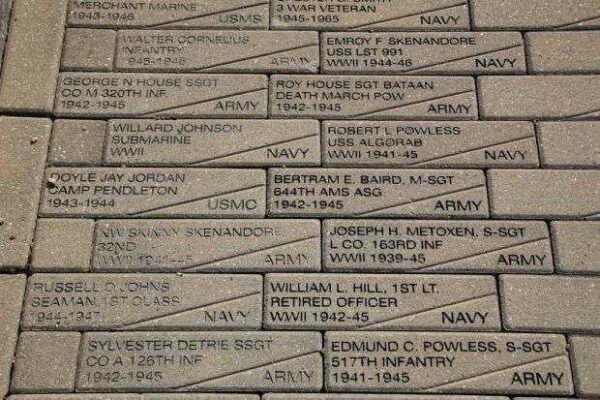 MERCHANT MARINE
1943-1946 USMS
3 WAR VETERAN
1945-1965 NAVY
WALTER CORNELIUS
INFANTRY
1945-1946 ARMY
EMROY F SKENANDORE
USS LST 991
WWII 1944-46 NAVY
GEORGE N HOUSE SSGT
CO M 320TH INF
1942-1945 ARMY
ROY HOUSE SGT BATAAN
DEATH MARCH POW
1942-1945 ARMY
WILLARD JOHNSON
SUBMARINE
WWII NAVY
ROBERT L POWLESS
USS ALGORAB
WWII 1941-45 NAVY
DOYLE JAY JORDAN
CAMP PENDLETON
1943-1944 USMC
BERTRAM E. BAIRD, M-SGT
644TH AMS ASG
1942-1945 ARMY
NW SKINNY SKENANDORE
32ND
WWII 1941-45 ARMY
JOSEPH H. METOXEN, S-SGT
L CO. 163RD INF
WWII 1939-45 ARMY
RUSSELL O JOHNS
SEAMAN 1ST CLASS
1944-1947 NAVY
WILLIAM L. HILL, 1ST LT.
RETIRED OFFICER
WWII 1942-45 NAVY
SYLVESTER DETRIE SSGT
CO A 126TH INF
1942-1945 ARMY
EDMUND C. POWLESS, S-SGT
517TH INFANTRY
1941-1945 ARMY